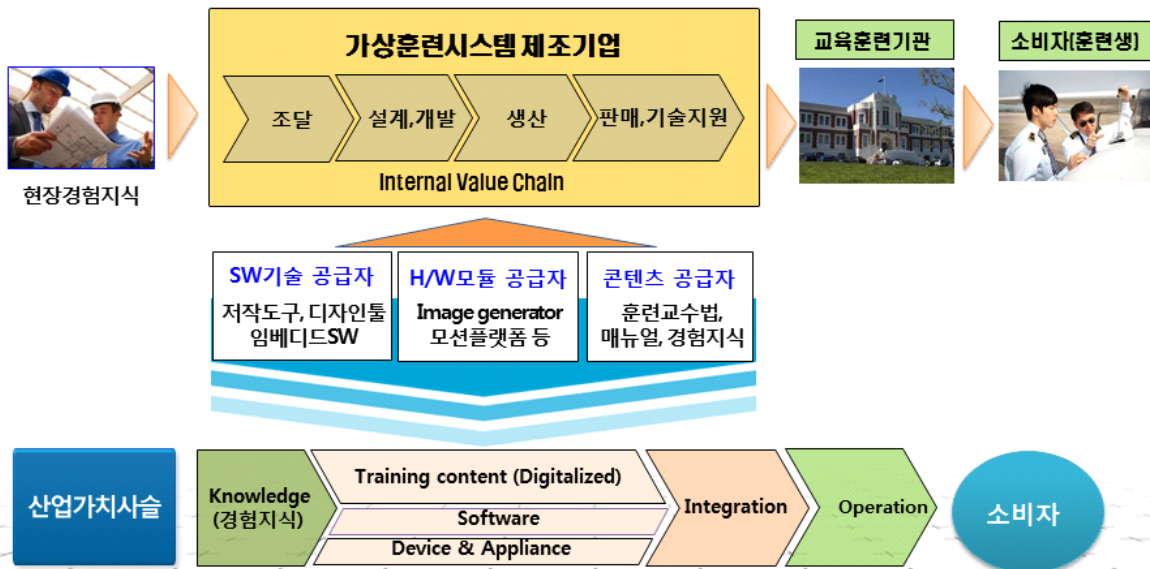 가상훈련시스템 제조기업
조달
설계,개발
생산
판매,기술지원
Internal Value Chain
현장경험지식
교육훈련기관
소비자(훈련생)
SW기술 공급자
저작도구, 디자인툴
임베디드SW
H/W모듈 공급자
Image generator
모션플랫폼 등
콘텐츠 공급자
훈련교수법,
매뉴얼, 경험지식
산업가치사슬
Knowledge
(경험지식)
Training content (Digitalized)
Software
Device & Appliance
Integration
Operation
소비자